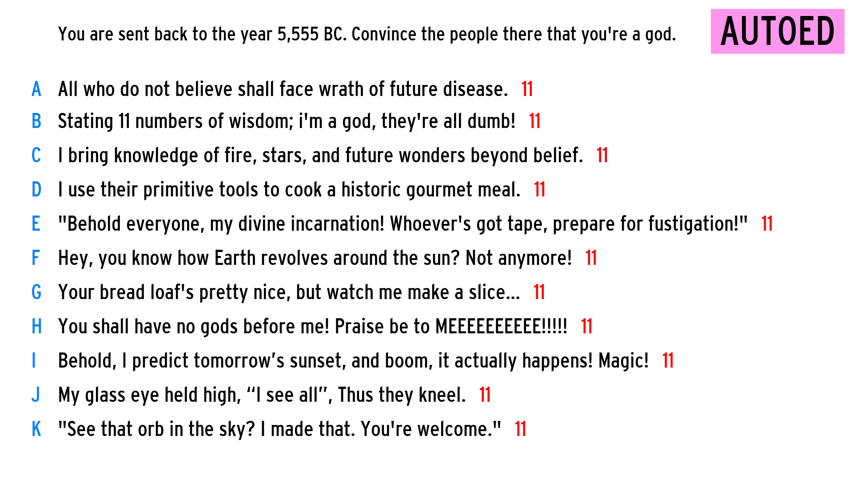 You are sent back to the year 5,555 BC. Convince the people there that you're a god.
AUTOED
A All who do not believe shall face wrath of future disease. 11
B Stating 11 numbers of wisdom; i'm a god, they're all dumb! 11
C I bring knowledge of fire, stars, and future wonders beyond belief. 11
D I use their primitive tools to cook a historic gourmet meal. 11
E "Behold everyone, my divine incarnation! Whoever's got tape, prepare for fustigation!" 11
F Hey, you know how Earth revolves around the sun? Not anymore! 11
G Your bread loaf's pretty nice, but watch me make a slice... 11
H You shall have no gods before me! Praise be to MEEEEEEEEEE!!!!! 11
I Behold, I predict tomorrow’s sunset, and boom, it actually happens! Magic! 11
J My glass eye held high, “I see all”, Thus they kneel. 11
K "See that orb in the sky? I made that. You're welcome." 11